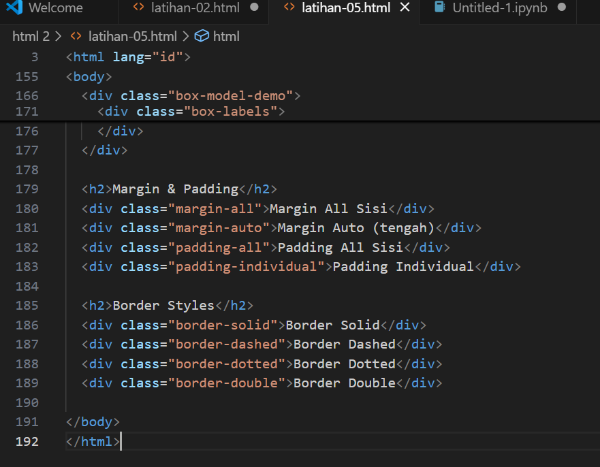 Welcome latihan-02.html latihan-05.html Untitled-1.ipynb
html 2 > latihan-05.html > html
3 <html lang="id">
155 <body>
166 <div class="box-model-demo">
171 <div class="box-labels">
176 </div>
177 </div>
178
179 <h2>Margin & Padding</h2>
180 <div class="margin-all">Margin All Sisi</div>
181 <div class="margin-auto">Margin Auto (tengah)</div>
182 <div class="padding-all">Padding All Sisi</div>
183 <div class="padding-individual">Padding Individual</div>
184
185 <h2>Border Styles</h2>
186 <div class="border-solid">Border Solid</div>
187 <div class="border-dashed">Border Dashed</div>
188 <div class="border-dotted">Border Dotted</div>
189 <div class="border-double">Border Double</div>
190
191 </body>
192 </html>